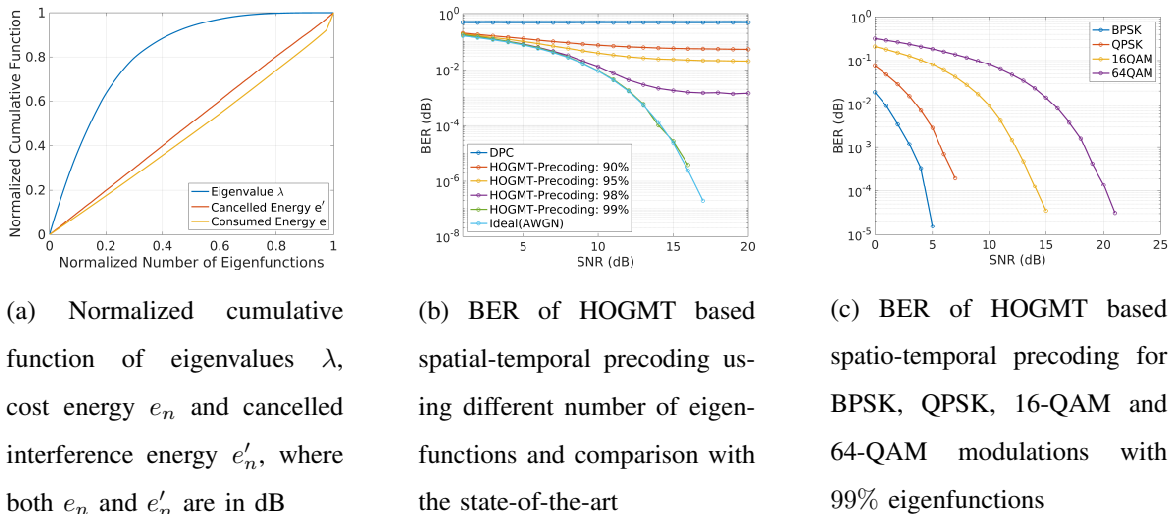 Normalized Cumulative Function
1
0.8
0.6
0.4
0.2
0
0
0.2
0.4
0.6
0.8
1
Normalized Number of Eigenfunctions
Eigenvalue λ
Cancelled Energy e′
Consumed Energy e
BER (dB)
10^0
10^-2
10^-4
10^-6
10^-8
5
10
15
20
SNR (dB)
DPC
HOGMT-Precoding: 90%
HOGMT-Precoding: 95%
HOGMT-Precoding: 98%
HOGMT-Precoding: 99%
Ideal(AWGN)
BER (dB)
10^0
10^-1
10^-2
10^-3
10^-4
10^-5
0
5
10
15
20
25
SNR (dB)
BPSK
QPSK
16QAM
64QAM
(a) Normalized cumulative
function of eigenvalues λ,
cost energy e_n and cancelled
interference energy e′_n, where
both e_n and e′_n are in dB
(b) BER of HOGMT based
spatial-temporal precoding us-
ing different number of eigen-
functions and comparison with
the state-of-the-art
(c) BER of HOGMT based
spatio-temporal precoding for
BPSK, QPSK, 16-QAM and
64-QAM modulations with
99% eigenfunctions